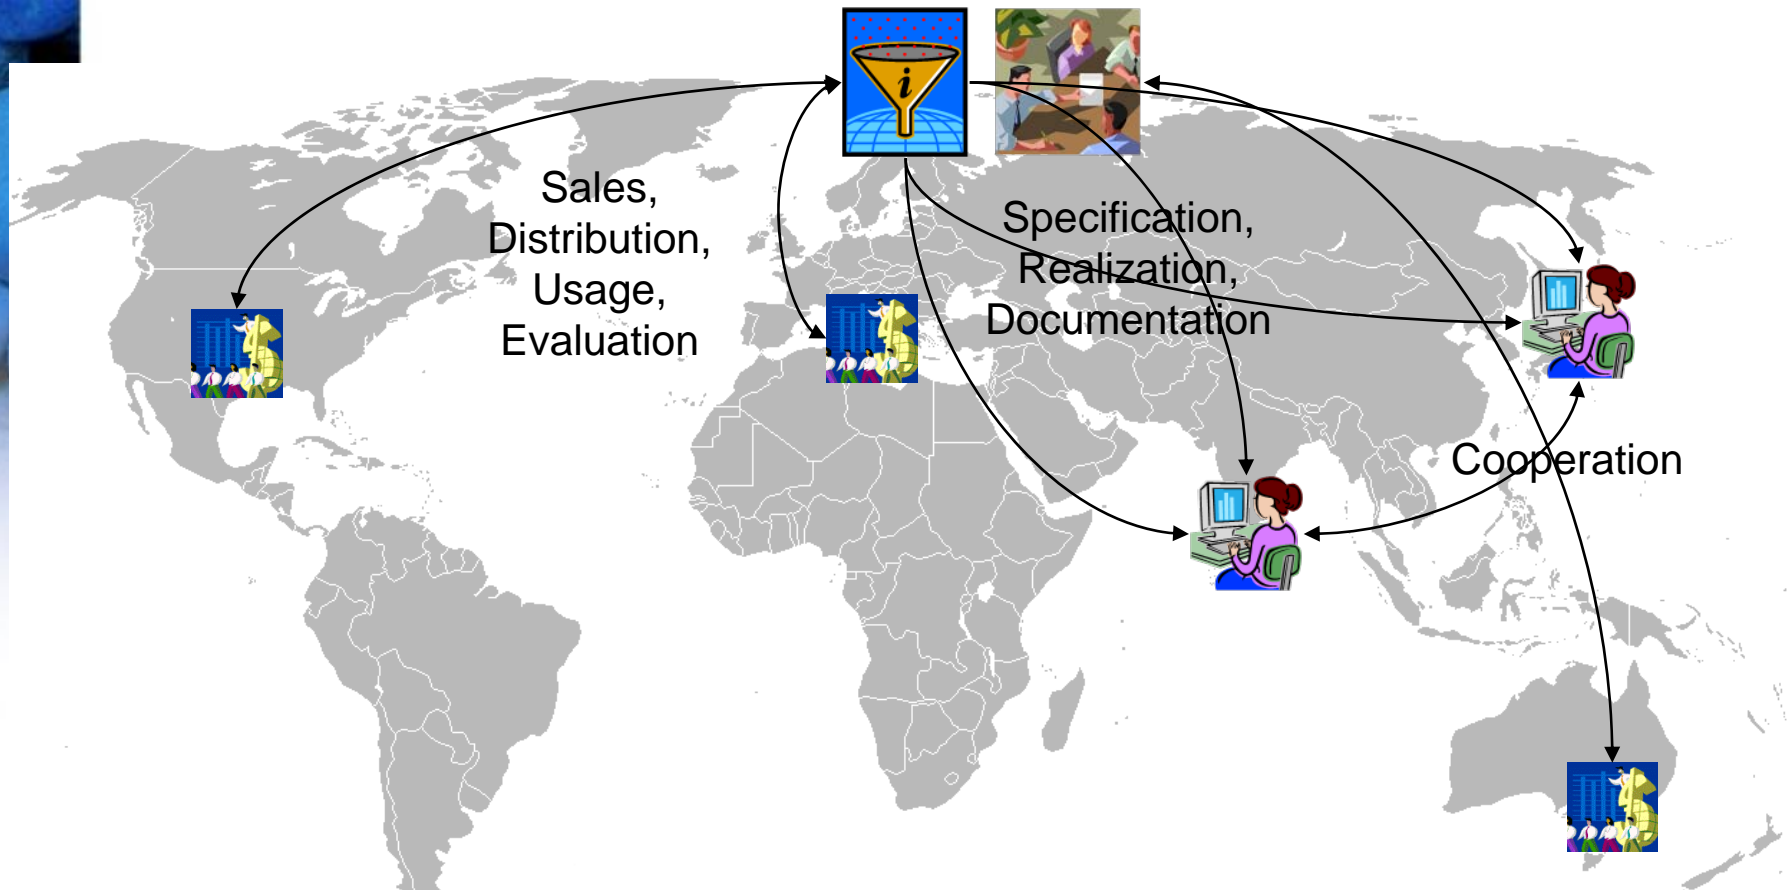 Sales,
Distribution,
Usage,
Evaluation
Specification,
Realization,
Documentation
Cooperation
i